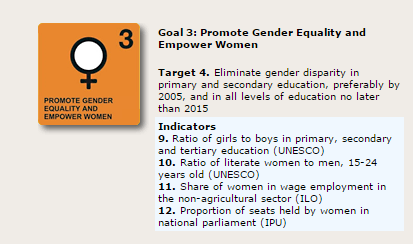 3
PROMOTE GENDER
EQUALITY AND
EMPOWER WOMEN
Goal 3: Promote Gender Equality and
Empower Women
Target 4. Eliminate gender disparity in
primary and secondary education, preferably by
2005, and in all levels of education no later
than 2015
Indicators
9. Ratio of girls to boys in primary, secondary
and tertiary education (UNESCO)
10. Ratio of literate women to men, 15-24
years old (UNESCO)
11. Share of women in wage employment in
the non-agricultural sector (ILO)
12. Proportion of seats held by women in
national parliament (IPU)